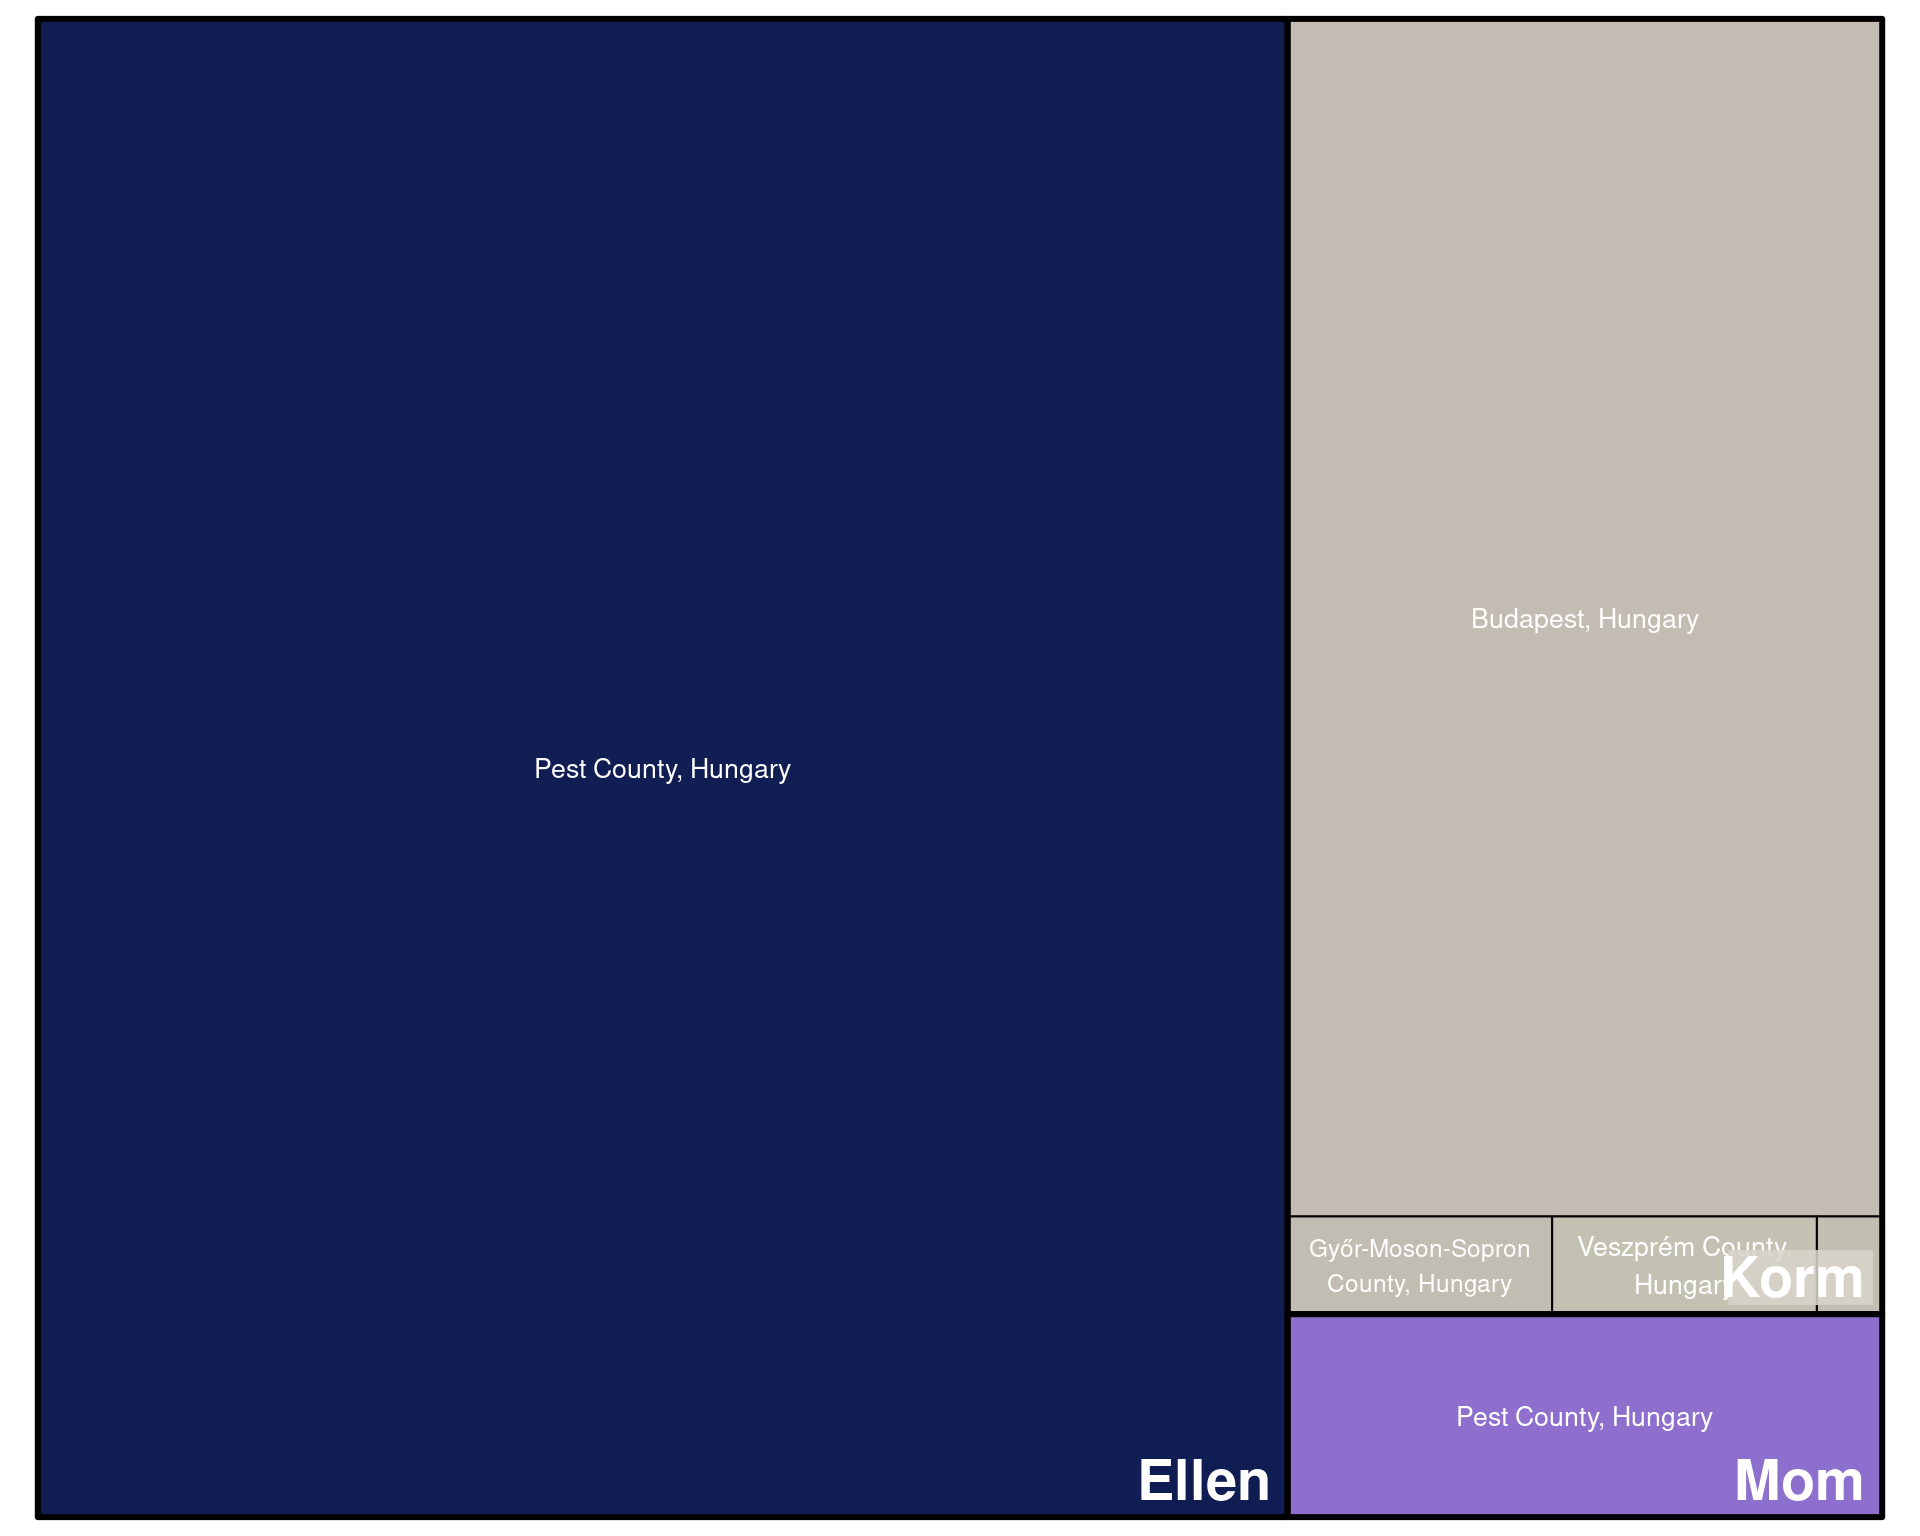 Pest County, Hungary
Ellen
Budapest, Hungary
Győr-Moson-Sopron
County, Hungary
Veszprém County,
Hungary
Korm
Pest County, Hungary
Mom